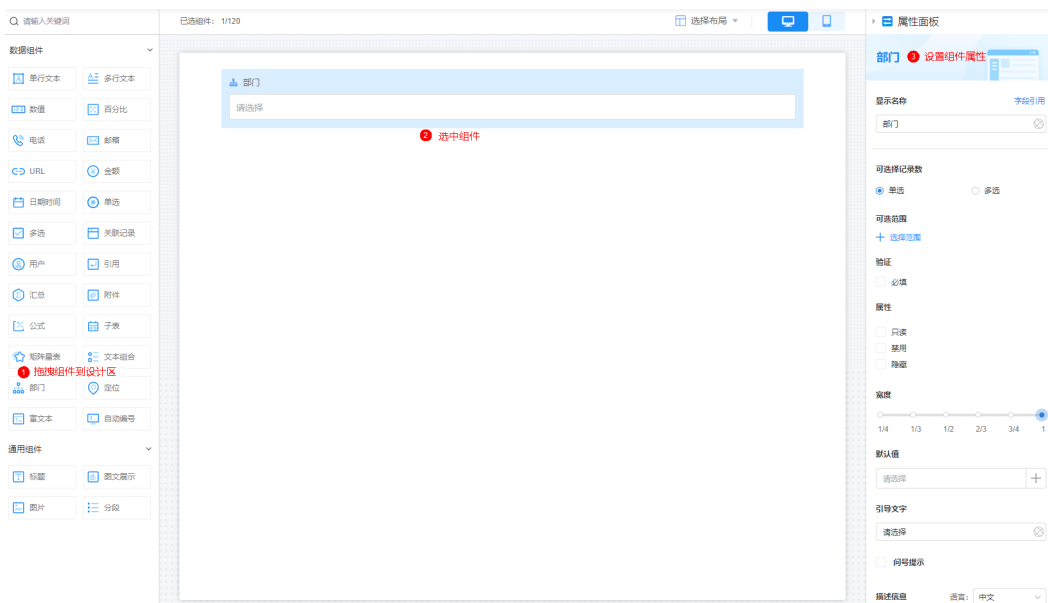 请输入关键词
已选组件： 1/120
选择布局
属性面板
数据组件
单行文本
多行文本
数值
百分比
电话
邮箱
URL
金额
日期时间
单选
多选
关联记录
用户
引用
汇总
附件
公式
子表
矩阵量表
文本组合
1 拖拽组件到设计区
部门
定位
富文本
自动编号
通用组件
标题
图文展示
图片
分段
部门
请选择
2 选中组件
部门
3 设置组件属性
显示名称
字段引用
部门
可选择记录数
单选
多选
可选范围
选择范围
验证
必填
属性
只读
禁用
隐藏
宽度
1/4 1/3 1/2 2/3 3/4 1
默认值
请选择
引导文字
请选择
问号提示
描述信息
语言： 中文